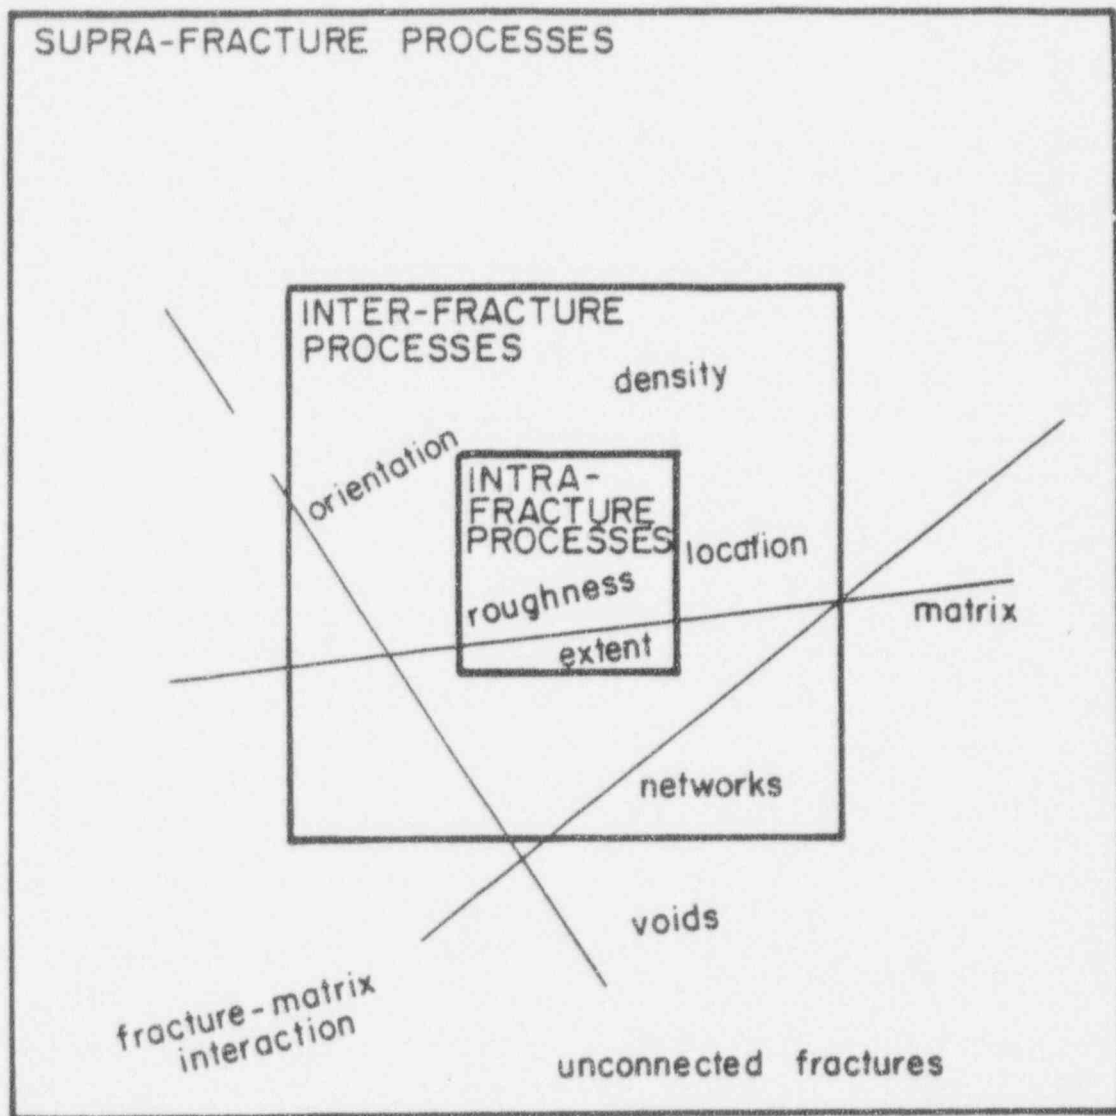 SUPRA-FRACTURE PROCESSES
INTER-FRACTURE
PROCESSES
density
orientation
INTRA-
FRACTURE
PROCESSES
location
roughness
matrix
extent
networks
voids
fracture-matrix
interaction
unconnected fractures